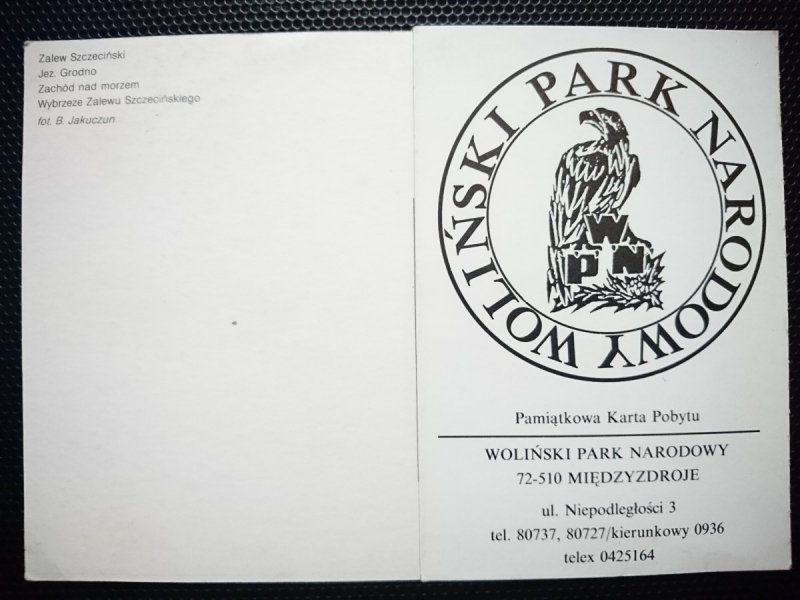 Zalew Szczeciński
Jez. Grodno
Zachód nad morzem
Wybrzeże Zalewu Szczecińskiego
fot. B. Jakuczun
WOLIŃSKI PARK NARODOWY
W
P N
Pamiątkowa Karta Pobytu
WOLIŃSKI PARK NARODOWY
72-510 MIĘDZYZDROJE
ul. Niepodległości 3
tel. 80737, 80727/kierunkowy 0936
telex 0425164